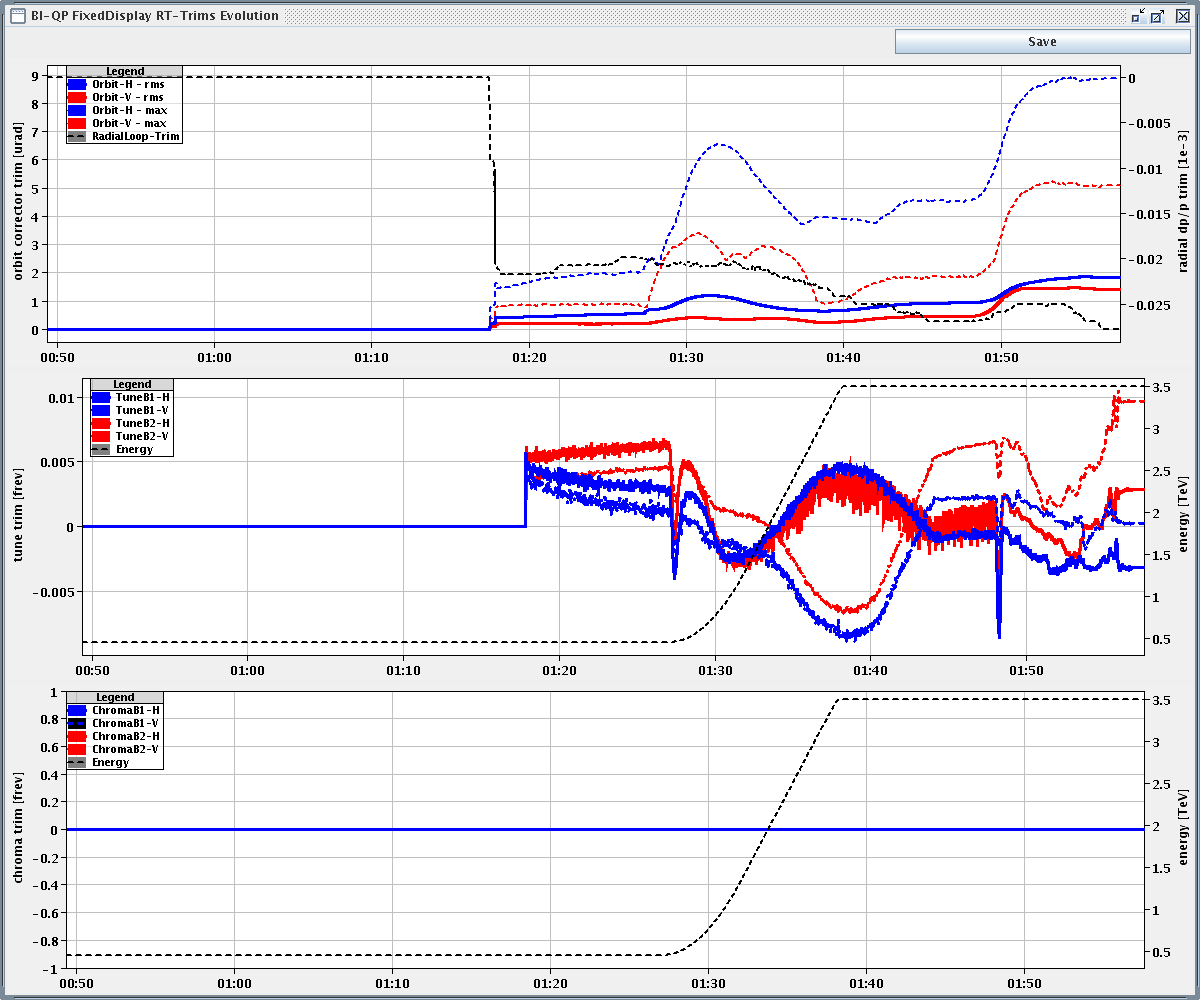 BI-QP FixedDisplay RT-Trims Evolution
Save
Legend
Orbit-H - rms
Orbit-V - rms
Orbit-H - max
Orbit-V - max
RadialLoop-Trim
orbit corrector trim [urad]
9
8
7
6
5
4
3
2
1
0
radial dp/p trim [1e-3]
0
-0.005
-0.01
-0.015
-0.02
-0.025
00:50 01:00 01:10 01:20 01:30 01:40 01:50
Legend
TuneB1-H
TuneB1-V
TuneB2-H
TuneB2-V
Energy
tune trim [frev]
0.01
0.005
0
-0.005
energy [TeV]
3.5
3
2.5
2
1.5
1
0.5
00:50 01:00 01:10 01:20 01:30 01:40 01:50
Legend
ChromaB1-H
ChromaB1-V
ChromaB2-H
ChromaB2-V
Energy
chroma trim [frev]
1
0.8
0.6
0.4
0.2
0
-0.2
-0.4
-0.6
-0.8
-1
energy [TeV]
3.5
3
2.5
2
1.5
1
0.5
00:50 01:00 01:10 01:20 01:30 01:40 01:50